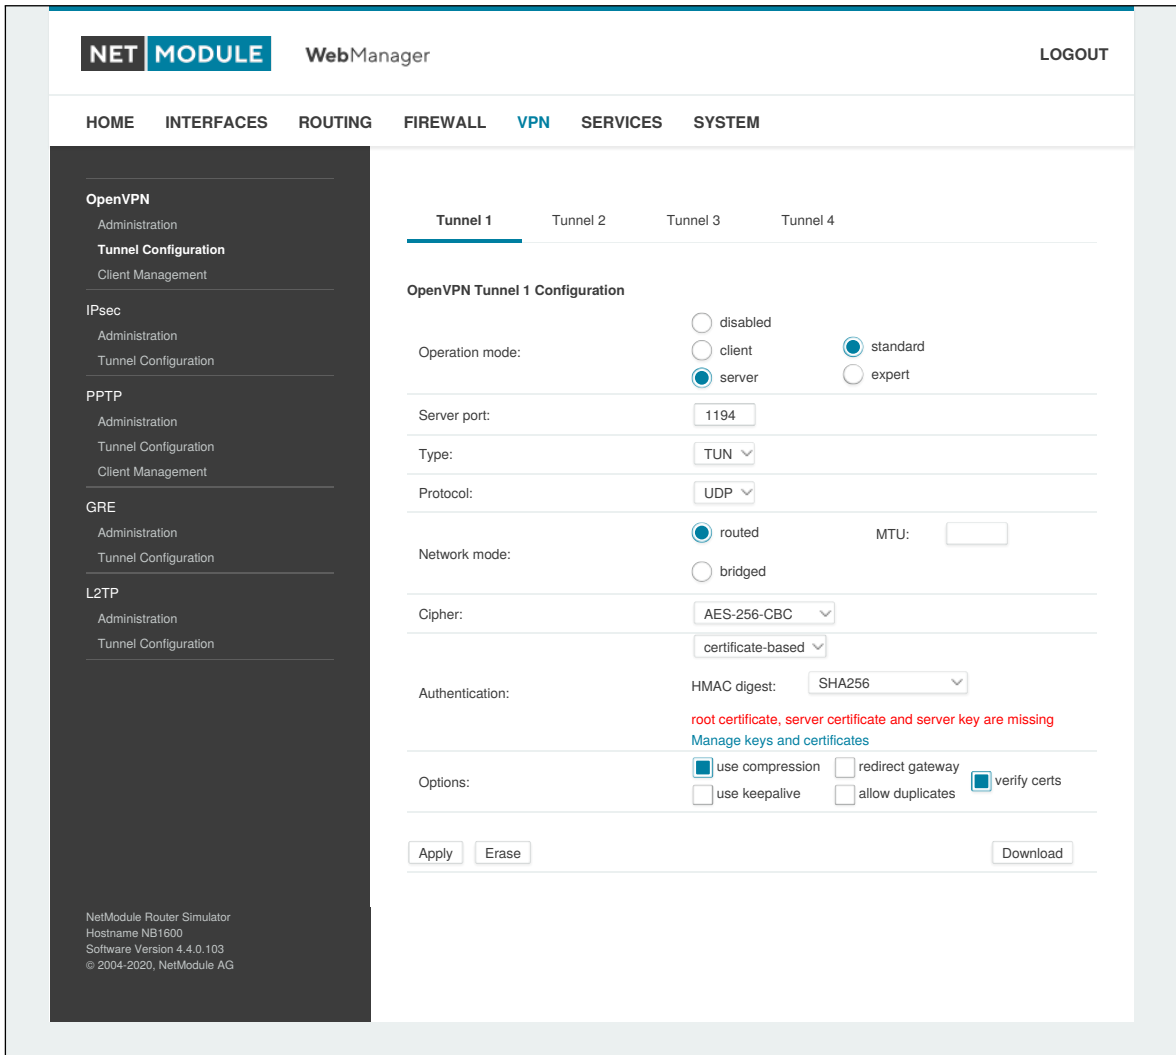 NET MODULE WebManager LOGOUT
HOME INTERFACES ROUTING FIREWALL VPN SERVICES SYSTEM
OpenVPN
Administration
Tunnel Configuration
Client Management
IPsec
Administration
Tunnel Configuration
PPTP
Administration
Tunnel Configuration
Client Management
GRE
Administration
Tunnel Configuration
L2TP
Administration
Tunnel Configuration
NetModule Router Simulator
Hostname NB1600
Software Version 4.4.0.103
© 2004-2020, NetModule AG
Tunnel 1 Tunnel 2 Tunnel 3 Tunnel 4
OpenVPN Tunnel 1 Configuration
Operation mode:
disabled
client
server
standard
expert
Server port: 1194
Type: TUN
Protocol: UDP
Network mode:
routed MTU:
bridged
Cipher: AES-256-CBC
Authentication:
certificate-based
HMAC digest: SHA256
root certificate, server certificate and server key are missing
Manage keys and certificates
Options:
use compression redirect gateway verify certs
use keepalive allow duplicates
Apply Erase Download